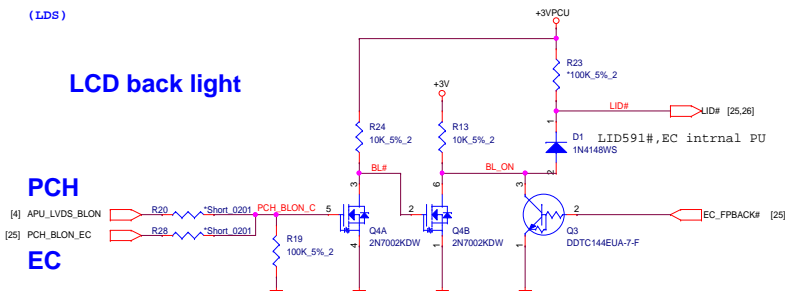 (LDS)
+3VPCU
LCD back light
R23
*100K_5%_2
+3V
LID#
LID# [25,26]
R24
10K_5%_2
R13
10K_5%_2
1
D1
1N4148WS
LID591#,EC intrnal PU
2
BL#
BL_ON
PCH
3
6
3
[4] APU_LVDS_BLON
R20
*Short_0201
PCH_BLON_C
5
2
2
EC_FPBACK# [25]
[25] PCH_BLON_EC
R28
*Short_0201
EC
R19
100K_5%_2
4
Q4A
2N7002KDW
1
Q4B
2N7002KDW
1
Q3
DDTC144EUA-7-F